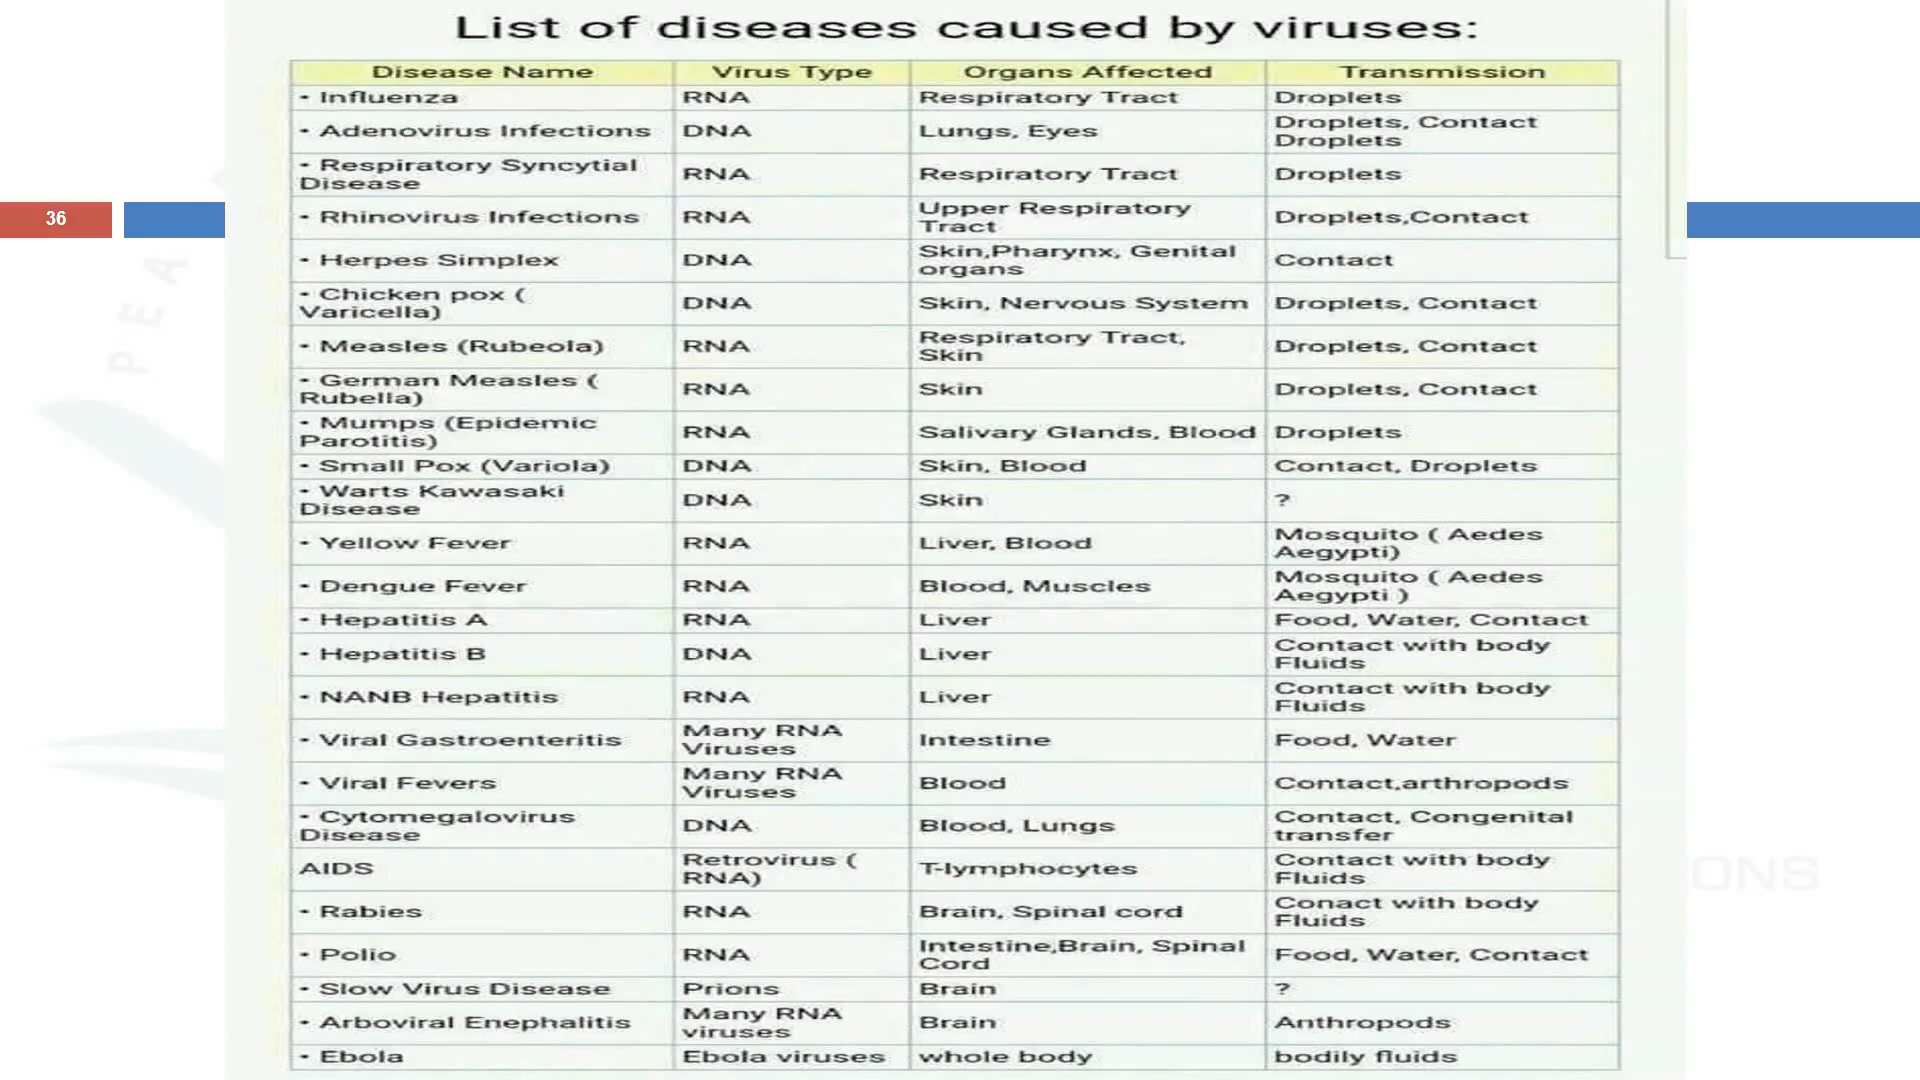 List of diseases caused by viruses:
Disease Name Virus Type Organs Affected Transmission
• Influenza RNA Respiratory Tract Droplets
• Adenovirus Infections DNA Lungs, Eyes Droplets, Contact
Droplets
• Respiratory Syncytial
Disease RNA Respiratory Tract Droplets
36
• Rhinovirus Infections RNA Upper Respiratory
Tract Droplets,Contact
• Herpes Simplex DNA Skin,Pharynx, Genital
organs Contact
• Chicken pox (
Varicella) DNA Skin, Nervous System Droplets, Contact
• Measles (Rubeola) RNA Respiratory Tract,
Skin Droplets, Contact
• German Measles (
Rubella) RNA Skin Droplets, Contact
• Mumps (Epidemic
Parotitis) RNA Salivary Glands, Blood Droplets
• Small Pox (Variola) DNA Skin, Blood Contact, Droplets
• Warts Kawasaki
Disease DNA Skin ?
• Yellow Fever RNA Liver, Blood Mosquito ( Aedes
Aegypti)
• Dengue Fever RNA Blood, Muscles Mosquito ( Aedes
Aegypti )
• Hepatitis A RNA Liver Food, Water, Contact
• Hepatitis B DNA Liver Contact with body
Fluids
• NANB Hepatitis RNA Liver Contact with body
Fluids
• Viral Gastroenteritis Many RNA
Viruses Intestine Food, Water
• Viral Fevers Many RNA
Viruses Blood Contact,arthropods
• Cytomegalovirus
Disease DNA Blood, Lungs Contact, Congenital
transfer
AIDS Retrovirus (
RNA) T-lymphocytes Contact with body
Fluids
• Rabies RNA Brain, Spinal cord Conact with body
Fluids
• Polio RNA Intestine,Brain, Spinal
Cord Food, Water, Contact
• Slow Virus Disease Prions Brain ?
• Arboviral Enephalitis Many RNA
viruses Brain Anthropods
• Ebola Ebola viruses whole body bodily fluids
PEA
ONS